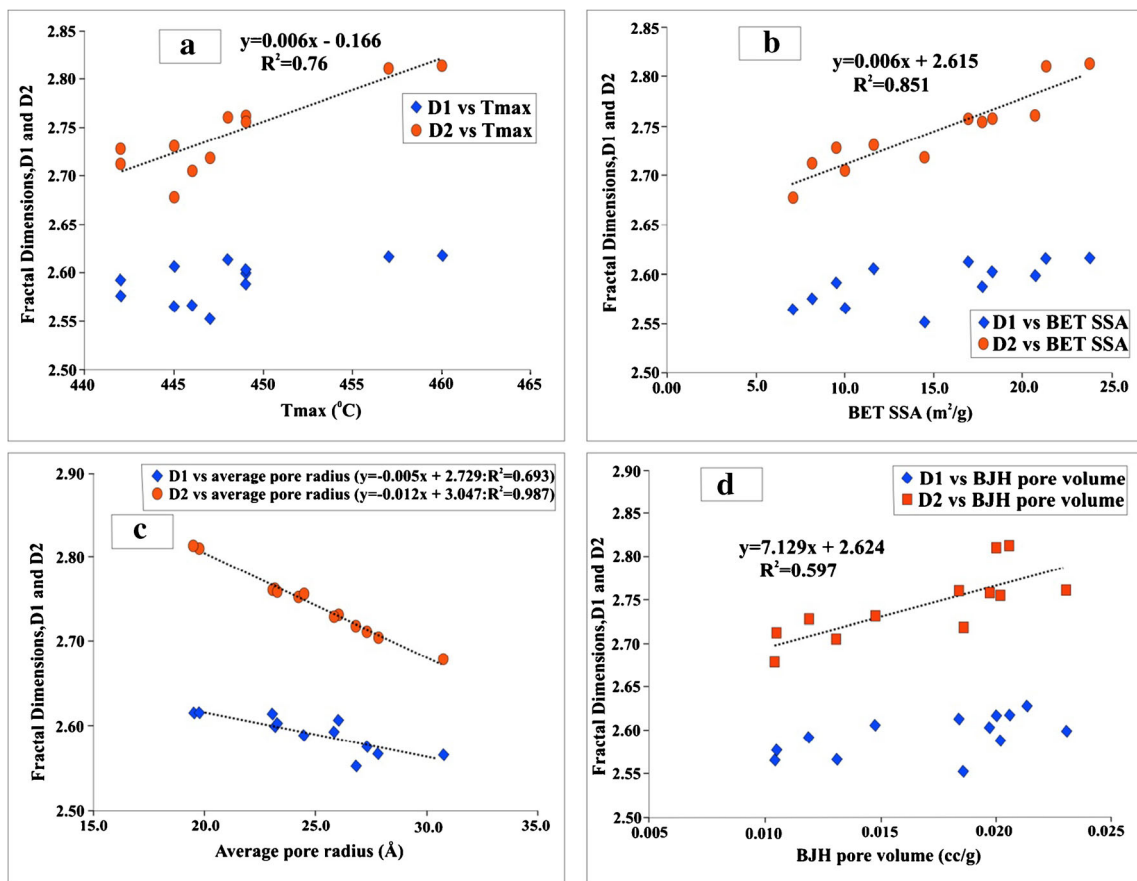 a
y=0.006x - 0.166
R²=0.76
D1 vs Tmax
D2 vs Tmax
Fractal Dimensions,D1 and D2
2.85
2.80
2.75
2.70
2.65
2.60
2.55
2.50
440 445 450 455 460 465
Tmax (⁰C)
b
y=0.006x + 2.615
R²=0.851
D1 vs BET SSA
D2 vs BET SSA
Fractal Dimensions,D1 and D2
2.85
2.80
2.75
2.70
2.65
2.60
2.55
2.50
0.00 5.0 10.0 15.0 20.0 25.0
BET SSA (m²/g)
c
D1 vs average pore radius (y=-0.005x + 2.729:R²=0.693)
D2 vs average pore radius (y=-0.012x + 3.047:R²=0.987)
Fractal Dimensions,D1 and D2
2.90
2.80
2.70
2.60
2.50
15.0 20.0 25.0 30.0 35.0
Average pore radius (Å)
d
D1 vs BJH pore volume
D2 vs BJH pore volume
y=7.129x + 2.624
R²=0.597
Fractal Dimensions,D1 and D2
2.90
2.85
2.80
2.75
2.70
2.65
2.60
2.55
2.50
0.005 0.010 0.015 0.020 0.025
BJH pore volume (cc/g)